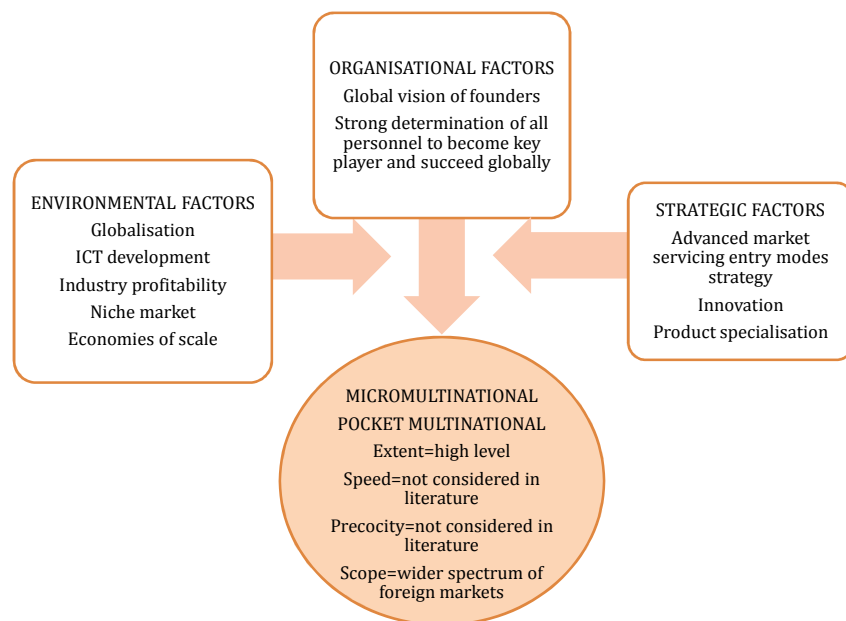 ORGANISATIONAL FACTORS
Global vision of founders
Strong determination of all
personnel to become key
player and succeed globally
ENVIRONMENTAL FACTORS
Globalisation
ICT development
Industry profitability
Niche market
Economies of scale
STRATEGIC FACTORS
Advanced market
servicing entry modes
strategy
Innovation
Product specialisation
MICROMULTINATIONAL
POCKET MULTINATIONAL
Extent=high level
Speed=not considered in
literature
Precocity=not considered in
literature
Scope=wider spectrum of
foreign markets